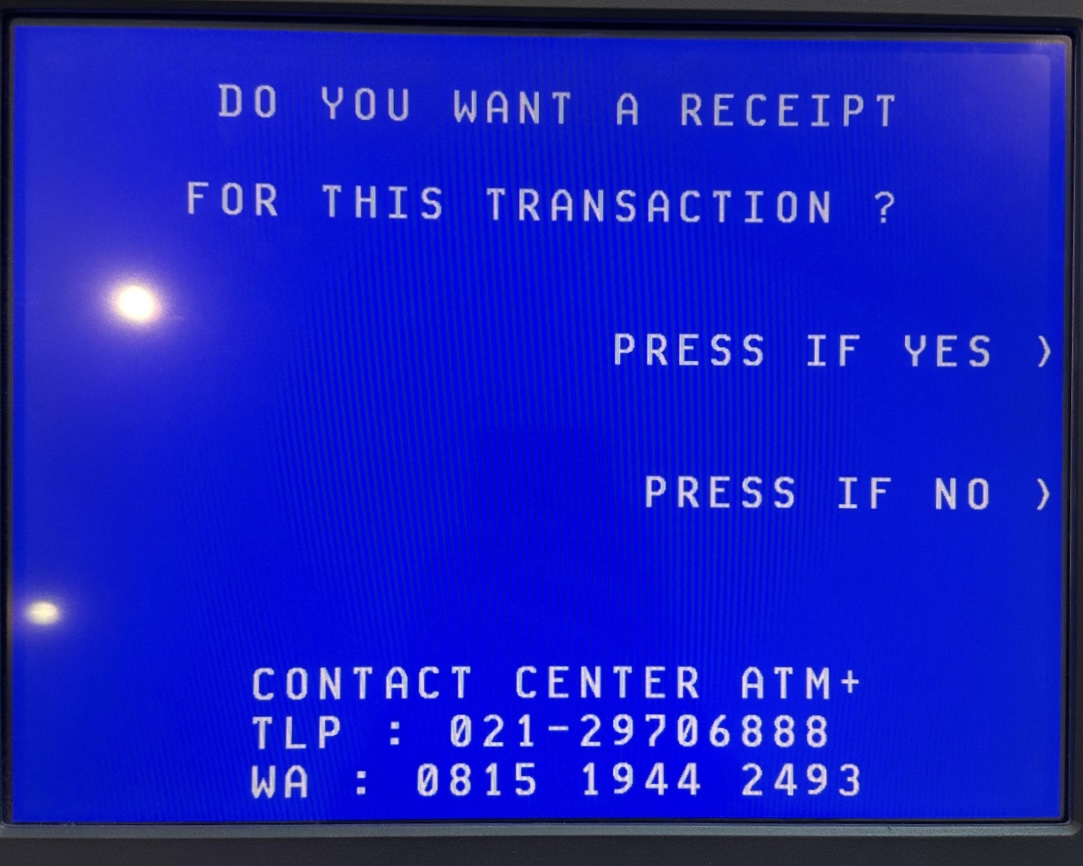 DO YOU WANT A RECEIPT
FOR THIS TRANSACTION ?
PRESS IF YES )
PRESS IF NO )
CONTACT CENTER ATM+
TLP : 021-29706888
WA : 0815 1944 2493